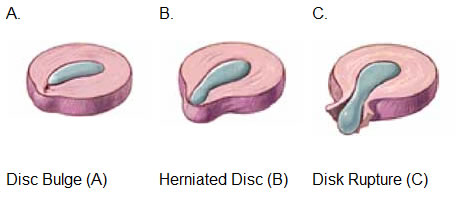 A. B. C.
Disc Bulge (A) Herniated Disc (B) Disk Rupture (C)